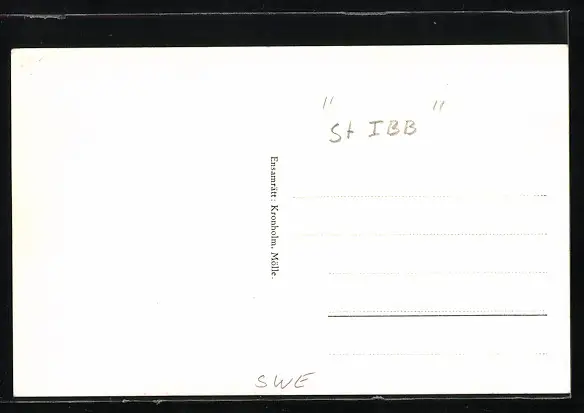 " St IBB "
Ensamrätt: Kronholm, Mölle.
SWE